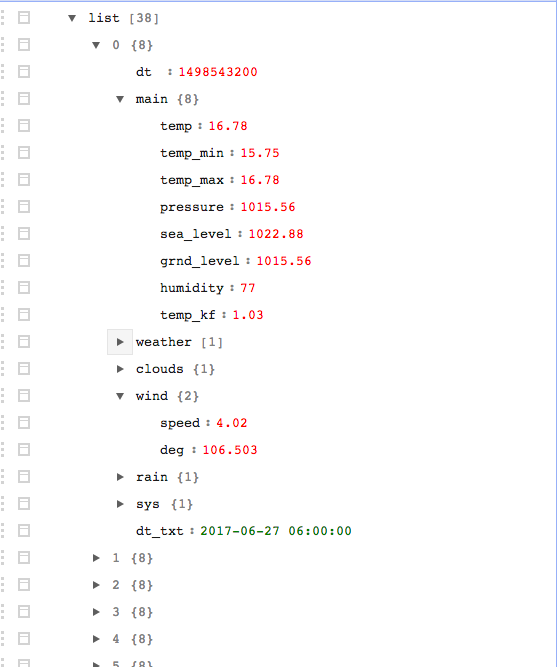 list [38]
0 {8}
dt : 1498543200
main {8}
temp : 16.78
temp_min : 15.75
temp_max : 16.78
pressure : 1015.56
sea_level : 1022.88
grnd_level : 1015.56
humidity : 77
temp_kf : 1.03
weather [1]
clouds {1}
wind {2}
speed : 4.02
deg : 106.503
rain {1}
sys {1}
dt_txt : 2017-06-27 06:00:00
1 {8}
2 {8}
3 {8}
4 {8}
5 {8}